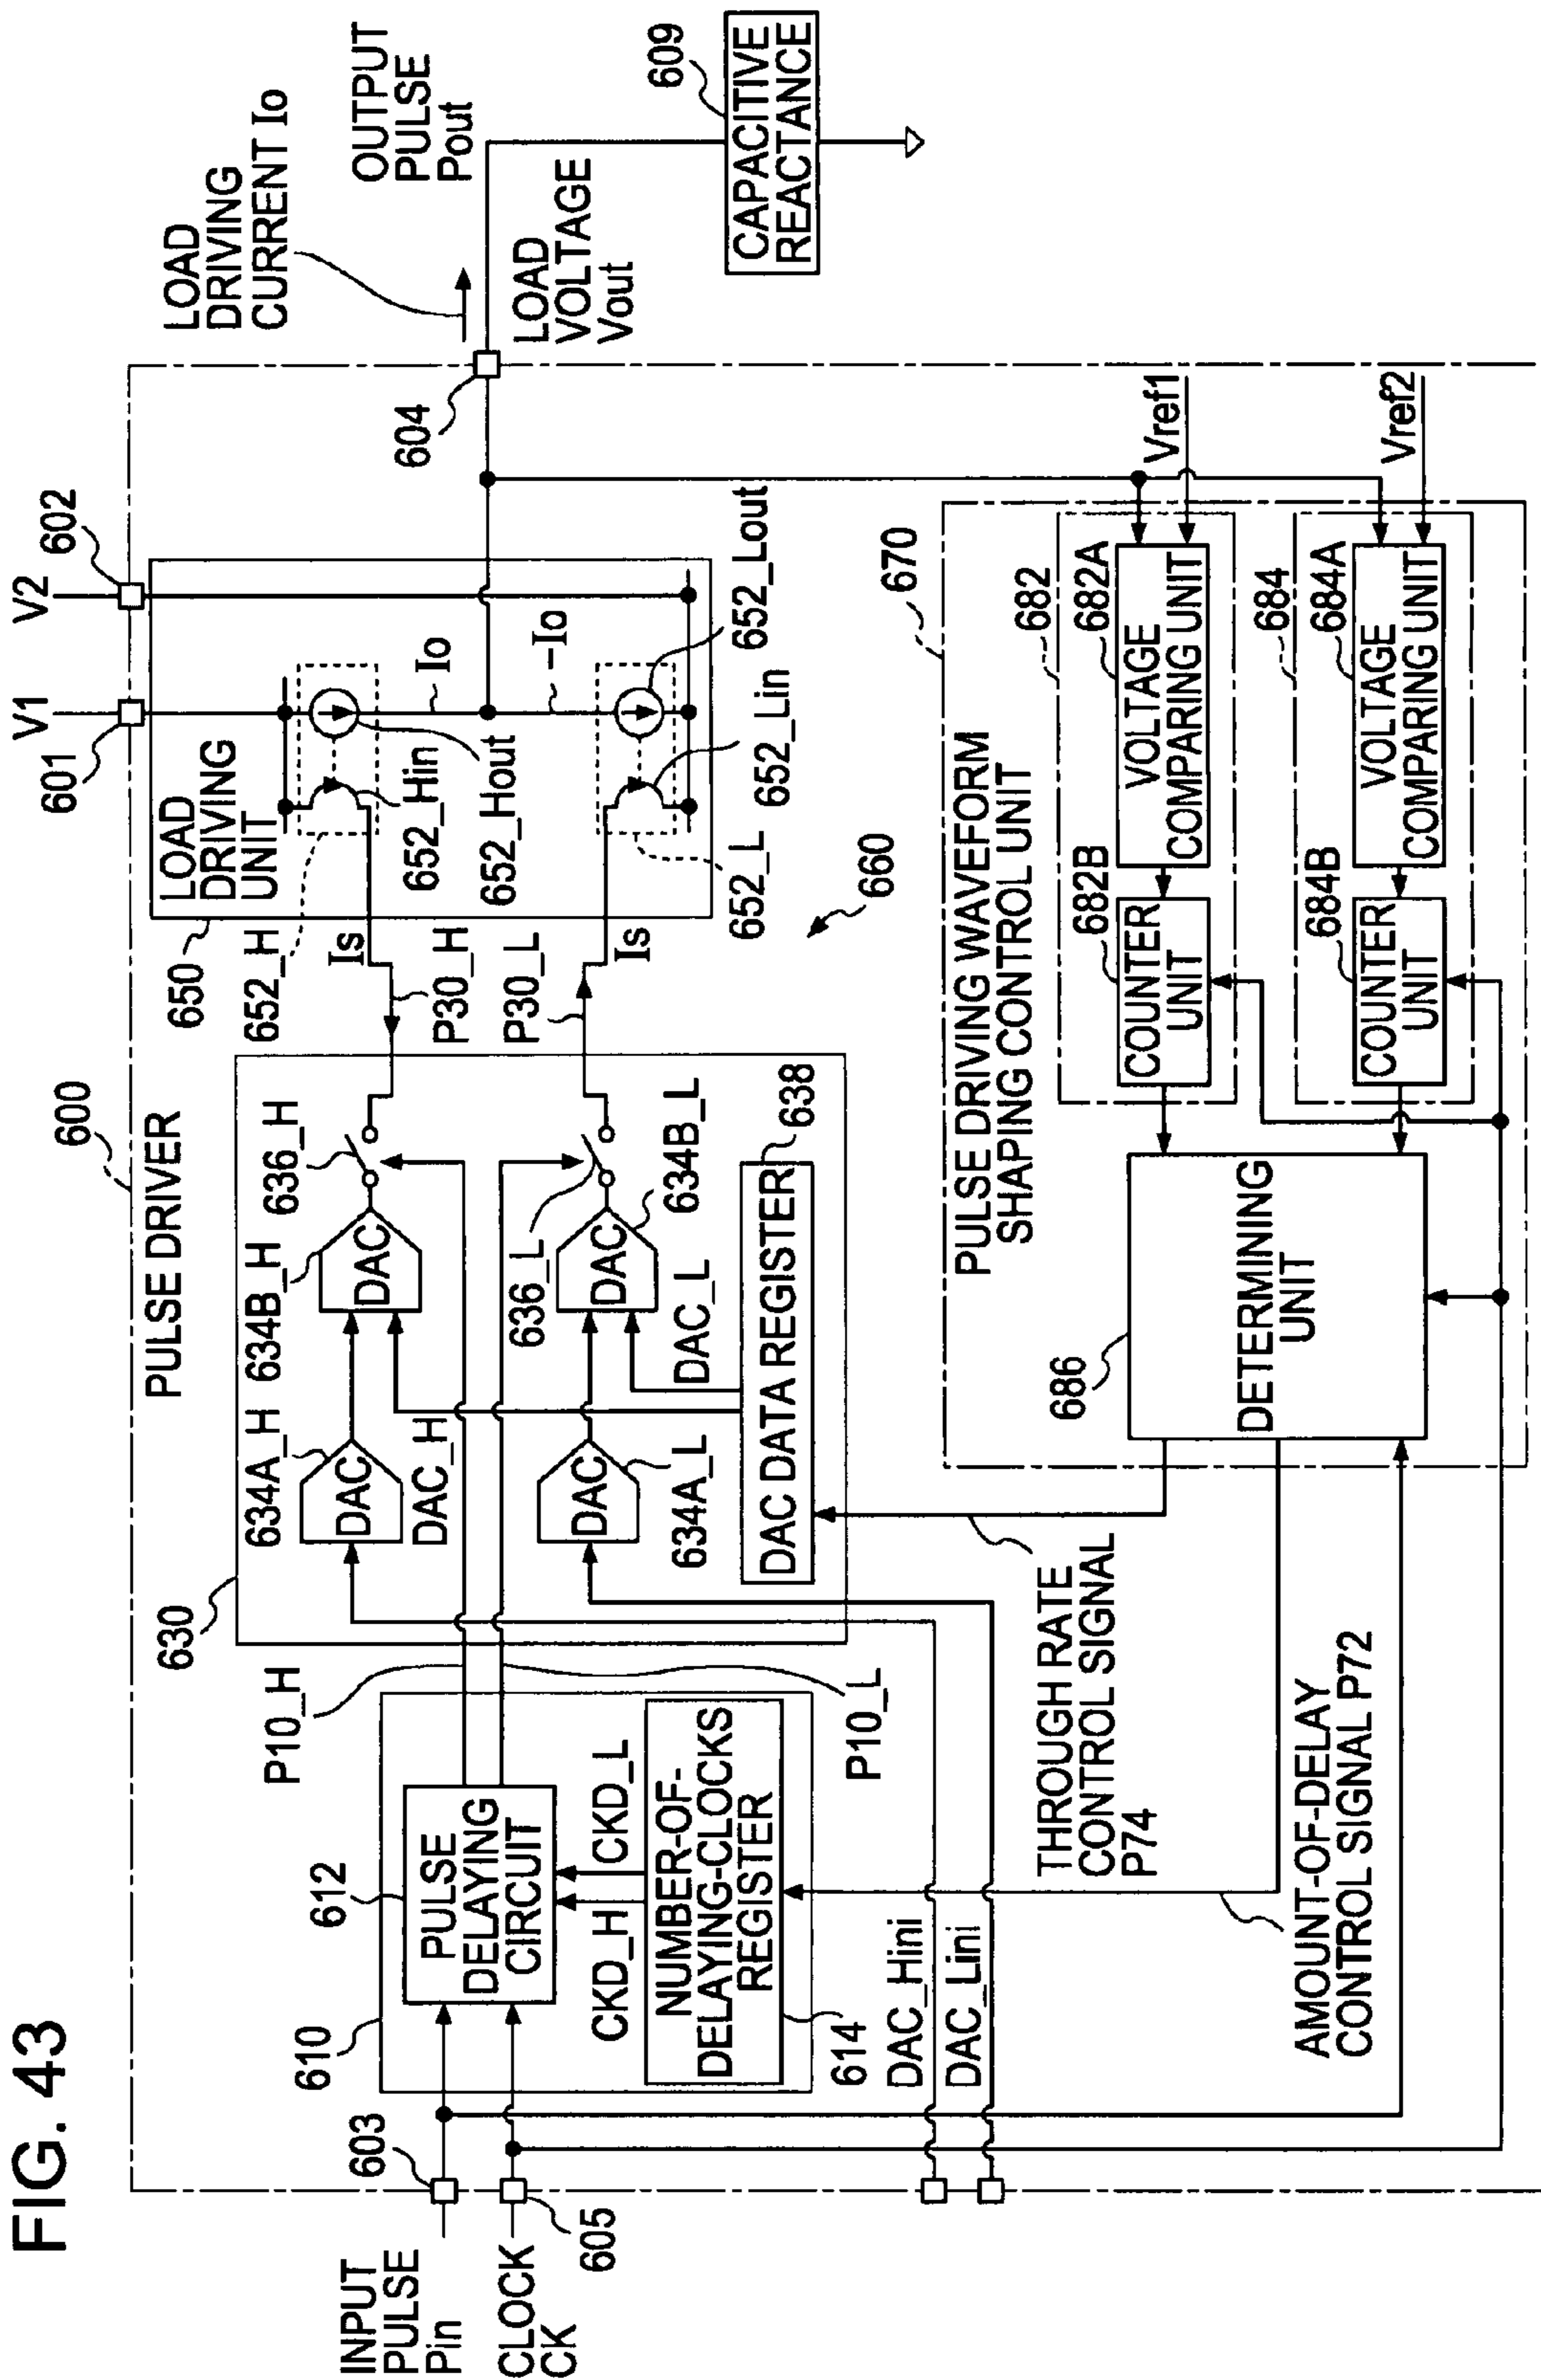 FIG. 43
600
PULSE DRIVER
INPUT
PULSE
Pin
603
CLOCK
CK
605
610
612
PULSE
DELAYING
CIRCUIT
CKD_H
CKD_L
NUMBER-OF-
DELAYING-CLOCKS
REGISTER
614
P10_H
P10_L
DAC_Hini
DAC_Lini
630
634A_H
DAC
634B_H
DAC
636_H
DAC_H
636_L
DAC
634A_L
DAC
634B_L
DAC_L
DAC DATA REGISTER
638
P30_H
P30_L
Is
Is
650
LOAD
DRIVING
UNIT
652_H
652_Hin
652_Hout
652_L
652_Lin
652_Lout
Io
-Io
601
V1
602
V2
604
LOAD
DRIVING
CURRENT Io
OUTPUT
PULSE
Pout
LOAD
VOLTAGE
Vout
609
CAPACITIVE
REACTANCE
660
670
PULSE DRIVING WAVEFORM
SHAPING CONTROL UNIT
682
682A
VOLTAGE
COMPARING UNIT
682B
COUNTER
UNIT
Vref1
684
684A
VOLTAGE
COMPARING UNIT
684B
COUNTER
UNIT
Vref2
686
DETERMINING
UNIT
THROUGH RATE
CONTROL SIGNAL
P74
AMOUNT-OF-DELAY
CONTROL SIGNAL P72